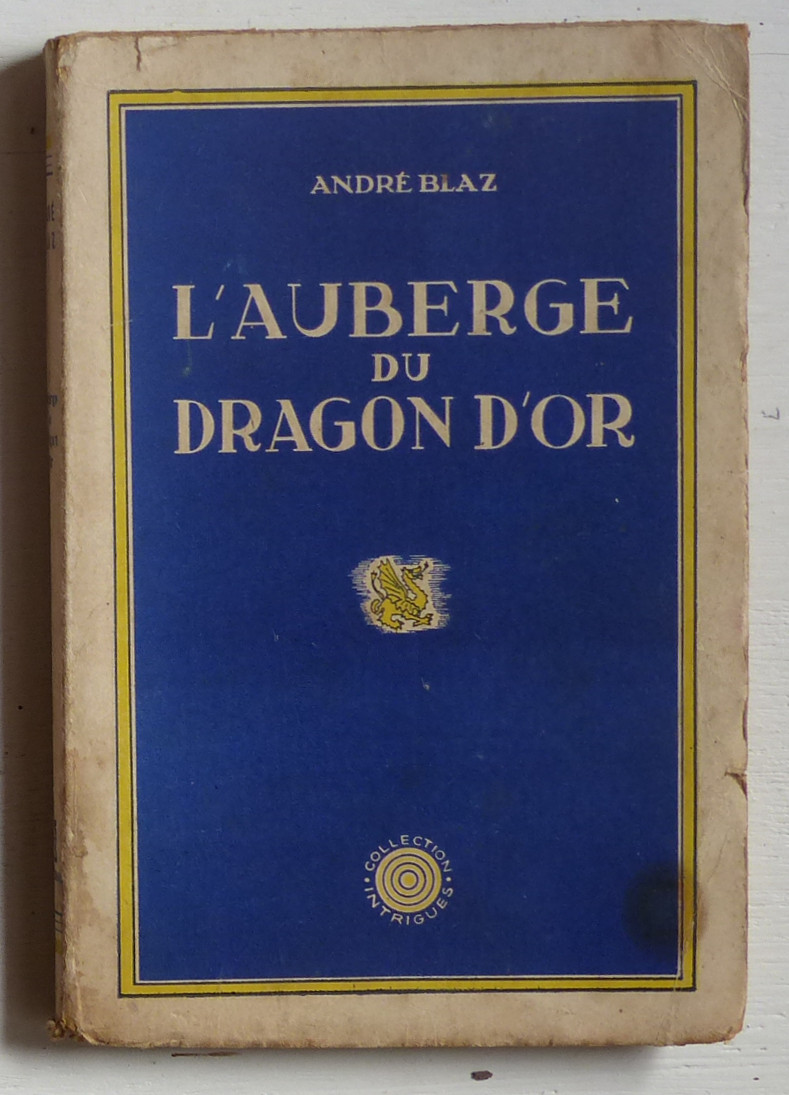 ANDRÉ BLAZ
L'AUBERGE
DU
DRAGON D'OR
COLLECTION
INTRIGUES